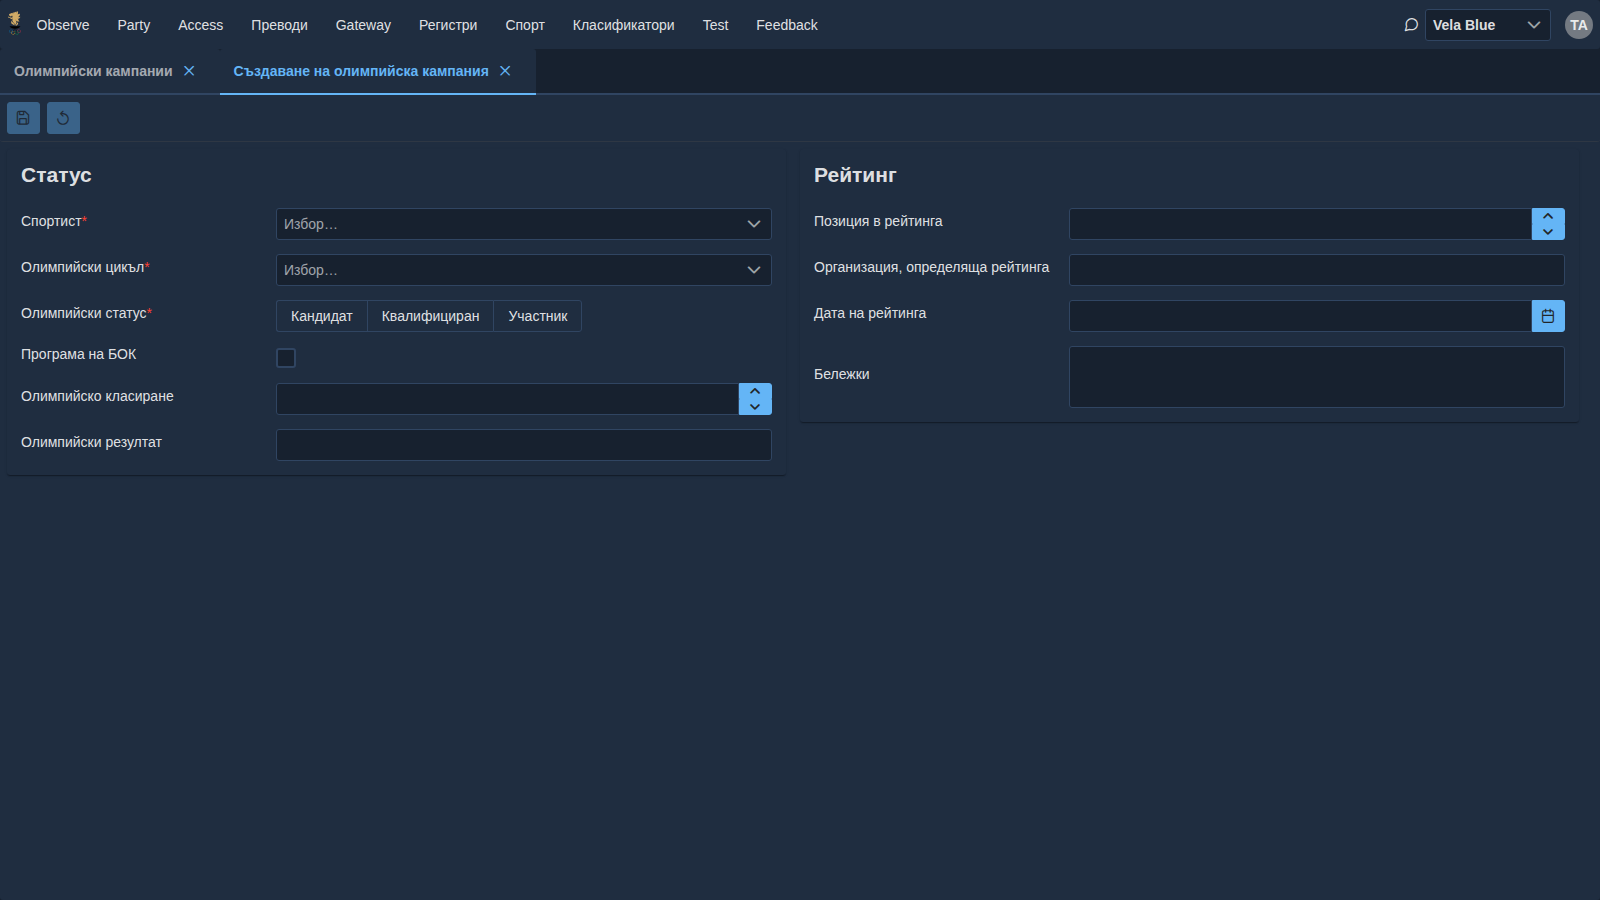 Observe Party Access Преводи Gateway Регистри Спорт Класификатори Test Feedback Vela Blue TA
Олимпийски кампании Създаване на олимпийска кампания
Статус
Спортист* Избор...
Олимпийски цикъл* Избор...
Олимпийски статус* Кандидат Квалифициран Участник
Програма на БОК
Олимпийско класиране
Олимпийски резултат
Рейтинг
Позиция в рейтинга
Организация, определяща рейтинга
Дата на рейтинга
Бележки